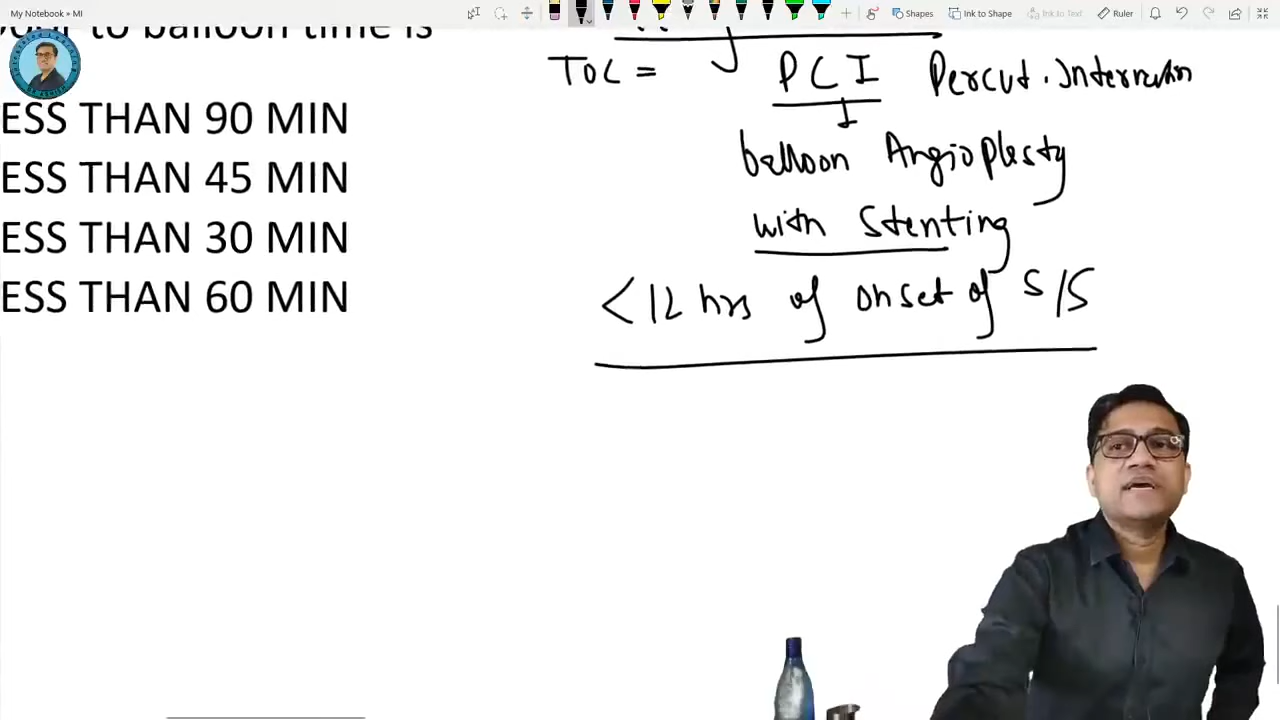 My Notebook » MI
Shapes
Ink to Shape
Ink to Text
Ruler
to balloon time is
ESS THAN 90 MIN
ESS THAN 45 MIN
ESS THAN 30 MIN
ESS THAN 60 MIN
TOC = PCI Percut. Intervention
I
balloon Angioplasty
with Stenting
<12 hrs of onset of S/S